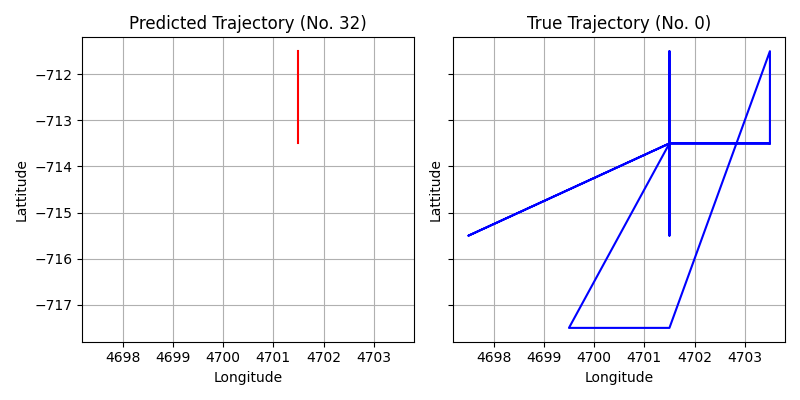 Predicted Trajectory (No. 32)
True Trajectory (No. 0)
−712
−713
−714
−715
−716
−717
Lattitude
Lattitude
4698 4699 4700 4701 4702 4703
4698 4699 4700 4701 4702 4703
Longitude
Longitude